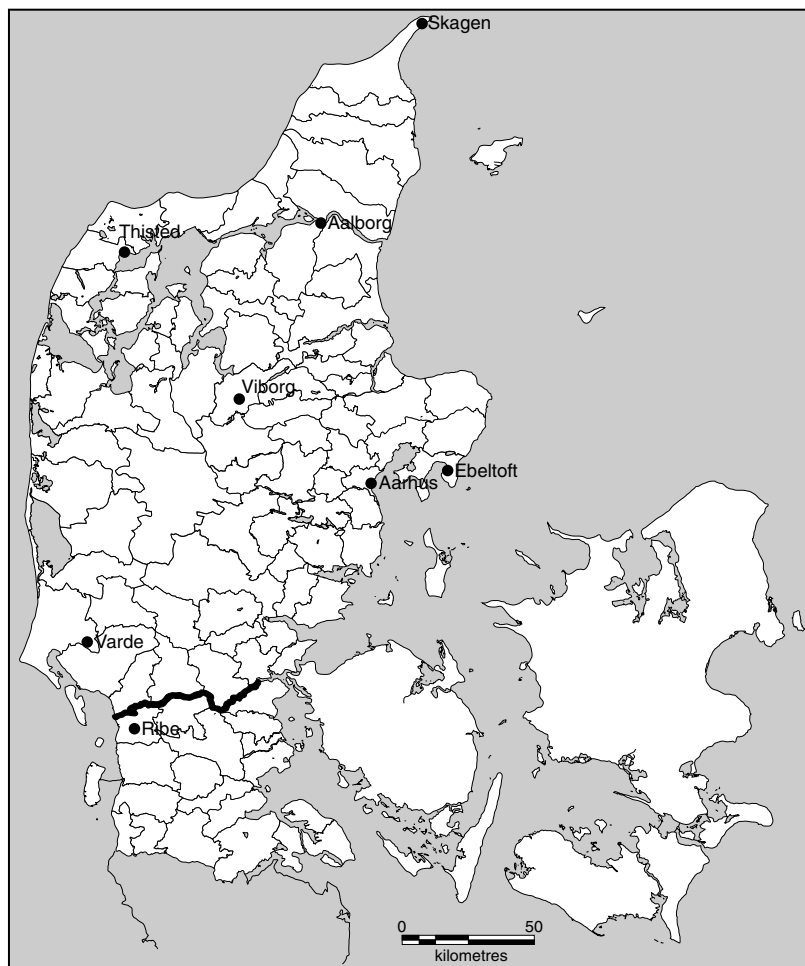 Skagen
Aalborg
Thisted
Viborg
Ebeltoft
Aarhus
Varde
Ribe
0 50
kilometres